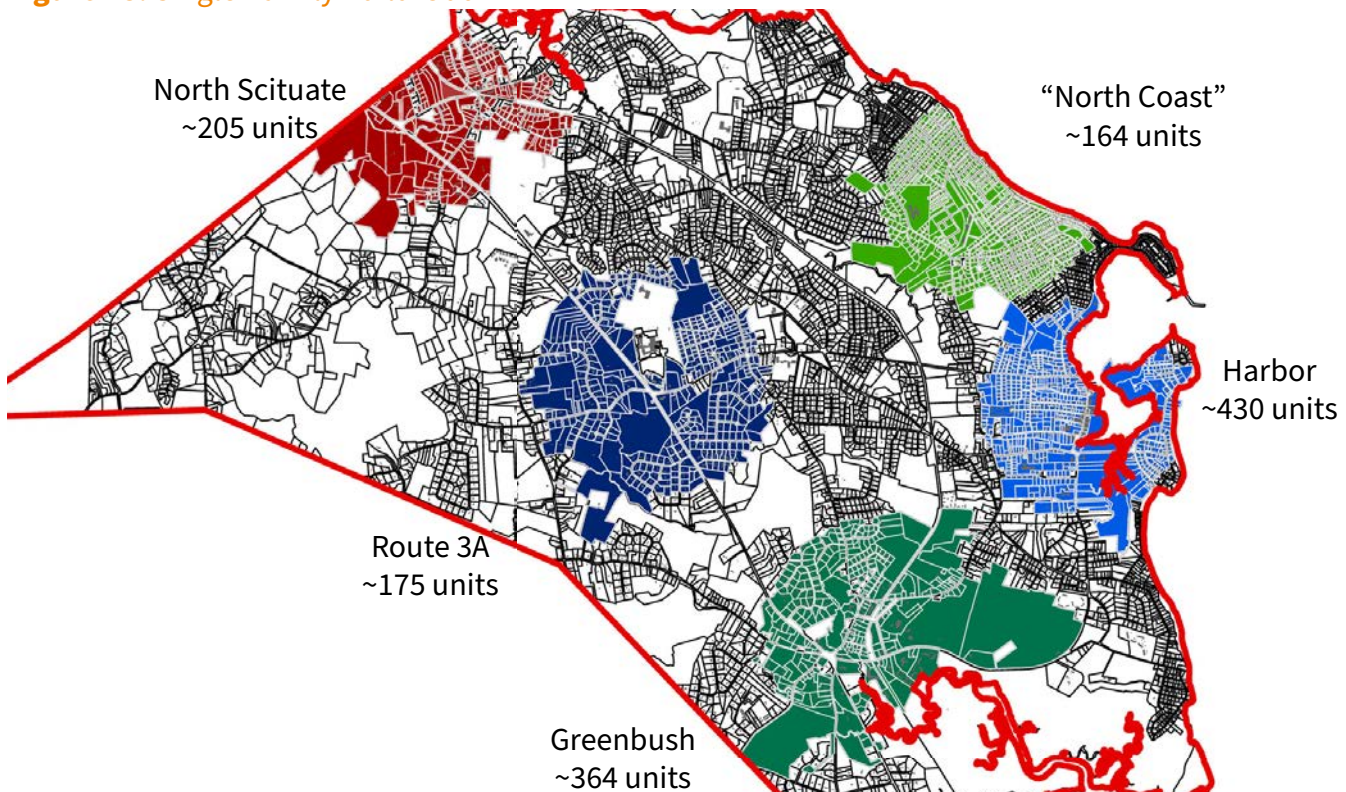 North Scituate
~205 units
“North Coast”
~164 units
Harbor
~430 units
Route 3A
~175 units
Greenbush
~364 units